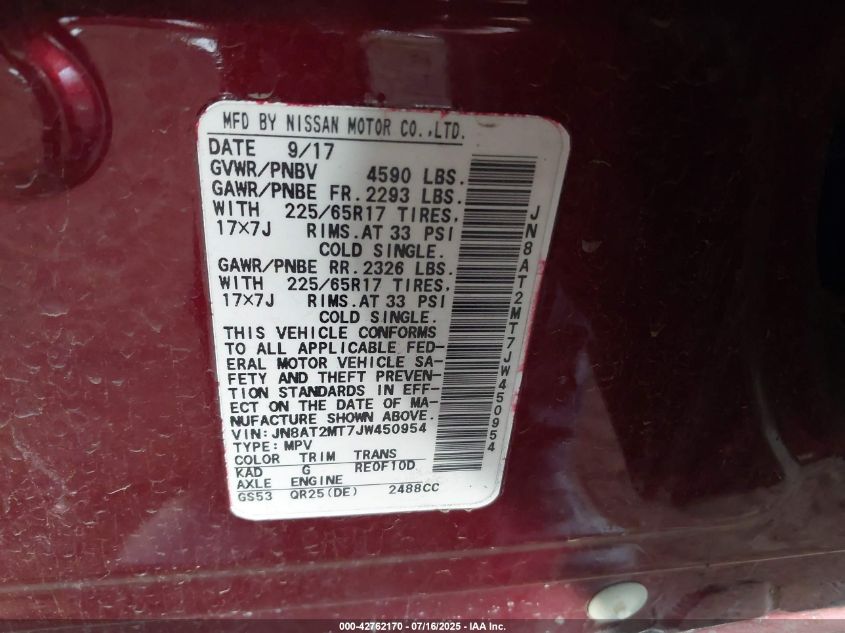 MFD BY NISSAN MOTOR CO.,LTD.
DATE 9/17
GVWR/PNBV 4590 LBS.
GAWR/PNBE FR. 2293 LBS.
WITH 225/65R17 TIRES,
17×7J RIMS.AT 33 PSI
COLD SINGLE.
GAWR/PNBE RR. 2326 LBS.
WITH 225/65R17 TIRES,
17×7J RIMS.AT 33 PSI
COLD SINGLE.
THIS VEHICLE CONFORMS
TO ALL APPLICABLE FED-
ERAL MOTOR VEHICLE SA-
FETY AND THEFT PREVEN-
TION STANDARDS IN EFF-
ECT ON THE DATE OF MA-
NUFACTURE SHOWN ABOVE.
VIN: JN8AT2MT7JW450954
TYPE: MPV
COLOR TRIM TRANS
KAD G RE0F10D
AXLE ENGINE
GS53 QR25(DE) 2488CC
JN8AT2MT7JW450954
000-42762170 - 07/16/2025 - IAA Inc.